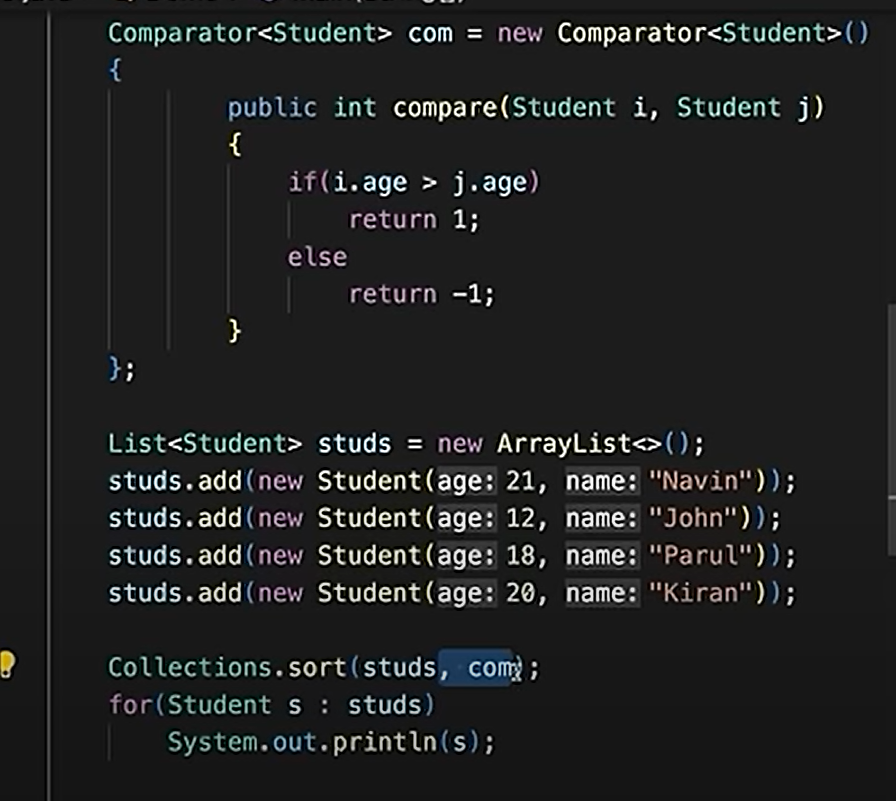 Comparator<Student> com = new Comparator<Student>()
{
public int compare(Student i, Student j)
{
if(i.age > j.age)
return 1;
else
return -1;
}
};
List<Student> studs = new ArrayList<>();
studs.add(new Student(age: 21, name: "Navin"));
studs.add(new Student(age: 12, name: "John"));
studs.add(new Student(age: 18, name: "Parul"));
studs.add(new Student(age: 20, name: "Kiran"));
Collections.sort(studs, com);
for(Student s : studs)
System.out.println(s);